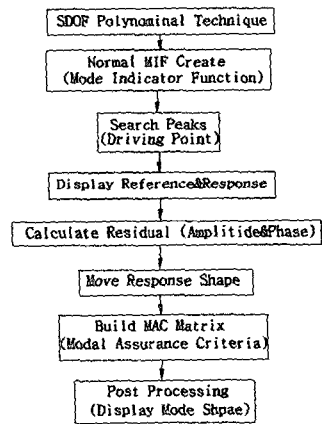 SDOF Polynominal Technique
Normal MIF Create
(Mode Indicator Function)
Search Peaks
(Driving Point)
Display Reference&Response
Calculate Residual (Amplitide&Phase)
Move Response Shape
Build MAC Matrix
(Modal Assurance Criteria)
Post Processing
(Display Mode Shpae)